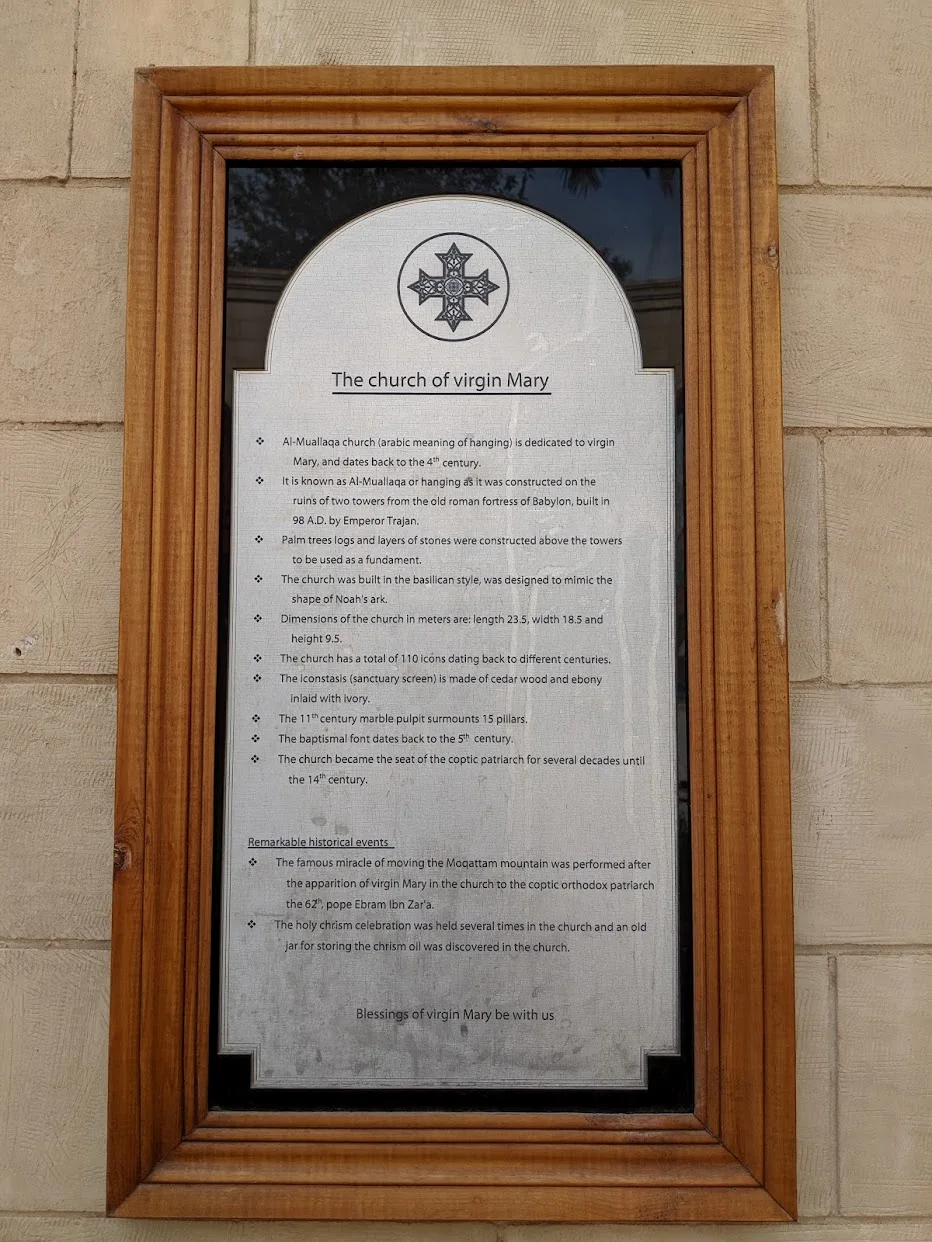 The church of virgin Mary
❖ Al-Muallaqa church (arabic meaning of hanging) is dedicated to virgin
Mary, and dates back to the 4th century.
❖ It is known as Al-Muallaqa or hanging as it was constructed on the
ruins of two towers from the old roman fortress of Babylon, built in
98 A.D. by Emperor Trajan.
❖ Palm trees logs and layers of stones were constructed above the towers
to be used as a fundament.
❖ The church was built in the basilican style, was designed to mimic the
shape of Noah's ark.
❖ Dimensions of the church in meters are: length 23.5, width 18.5 and
height 9.5.
❖ The church has a total of 110 icons dating back to different centuries.
❖ The iconstasis (sanctuary screen) is made of cedar wood and ebony
inlaid with ivory.
❖ The 11th century marble pulpit surmounts 15 pillars.
❖ The baptismal font dates back to the 5th century.
❖ The church became the seat of the coptic patriarch for several decades until
the 14th century.
Remarkable historical events
❖ The famous miracle of moving the Moqattam mountain was performed after
the apparition of virgin Mary in the church to the coptic orthodox patriarch
the 62th, pope Ebram Ibn Zar'a.
❖ The holy chrism celebration was held several times in the church and an old
jar for storing the chrism oil was discovered in the church.
Blessings of virgin Mary be with us